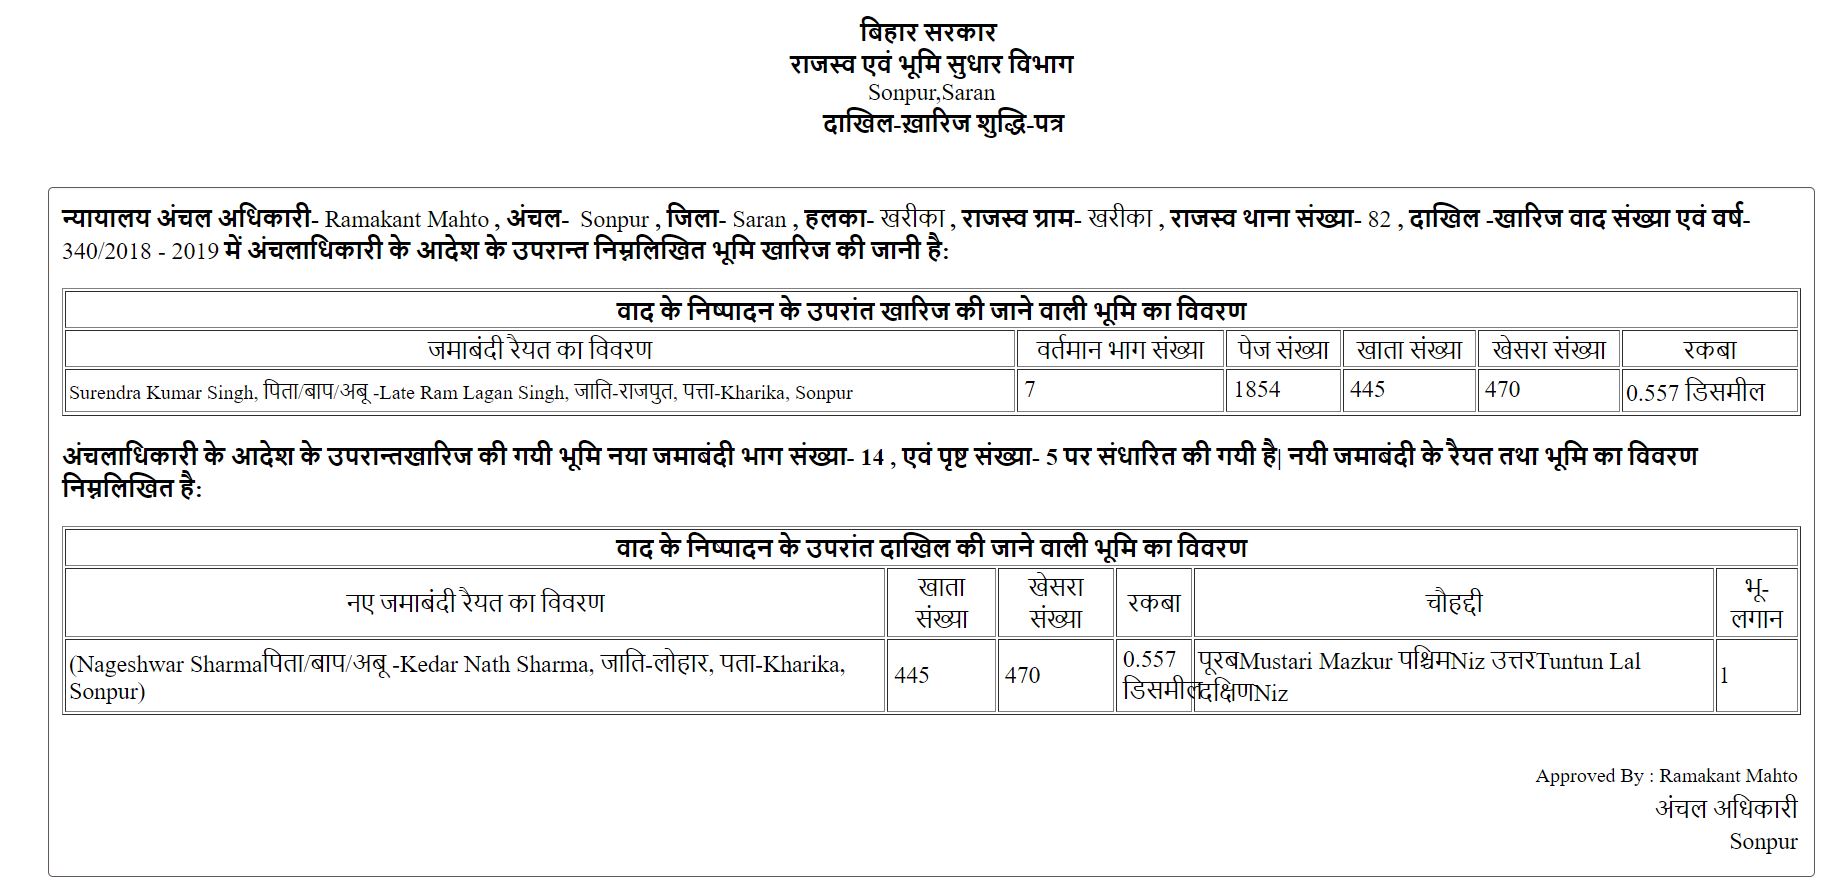 बिहार सरकार
राजस्व एवं भूमि सुधार विभाग
Sonpur,Saran
दाखिल-ख़ारिज शुद्धि-पत्र
न्यायालय अंचल अधिकारी- Ramakant Mahto , अंचल- Sonpur , जिला- Saran , हलका- खरीका , राजस्व ग्राम- खरीका , राजस्व थाना संख्या- 82 , दाखिल -खारिज वाद संख्या एवं वर्ष-
340/2018 - 2019 में अंचलाधिकारी के आदेश के उपरान्त निम्नलिखित भूमि खारिज की जानी है:
वाद के निष्पादन के उपरांत खारिज की जाने वाली भूमि का विवरण
जमाबंदी रैयत का विवरण वर्तमान भाग संख्या पेज संख्या खाता संख्या खेसरा संख्या रकबा
Surendra Kumar Singh, पिता/बाप/अबू -Late Ram Lagan Singh, जाति-राजपुत, पत्ता-Kharika, Sonpur 7 1854 445 470 0.557 डिसमील
अंचलाधिकारी के आदेश के उपरान्तखारिज की गयी भूमि नया जमाबंदी भाग संख्या- 14 , एवं पृष्ट संख्या- 5 पर संधारित की गयी है| नयी जमाबंदी के रैयत तथा भूमि का विवरण
निम्नलिखित है:
वाद के निष्पादन के उपरांत दाखिल की जाने वाली भूमि का विवरण
नए जमाबंदी रैयत का विवरण खाता संख्या खेसरा संख्या रकबा चौहद्दी भू-लगान
(Nageshwar Sharmaपिता/बाप/अबू -Kedar Nath Sharma, जाति-लोहार, पता-Kharika, 445 470 0.557 पूरबMustari Mazkur पश्चिमNiz उत्तरTuntun Lal 1
Sonpur) डिसमील दक्षिणNiz
Approved By : Ramakant Mahto
अंचल अधिकारी
Sonpur